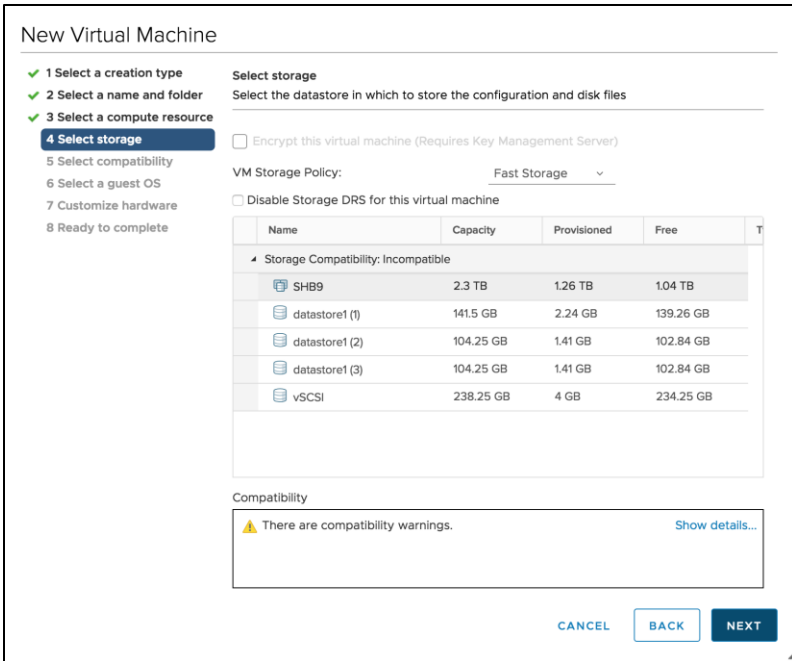 New Virtual Machine
1 Select a creation type
2 Select a name and folder
3 Select a compute resource
4 Select storage
5 Select compatibility
6 Select a guest OS
7 Customize hardware
8 Ready to complete
Select storage
Select the datastore in which to store the configuration and disk files
Encrypt this virtual machine (Requires Key Management Server)
VM Storage Policy: Fast Storage
Disable Storage DRS for this virtual machine
Name Capacity Provisioned Free T
Storage Compatibility: Incompatible
SHB9 2.3 TB 1.26 TB 1.04 TB
datastore1 (1) 141.5 GB 2.24 GB 139.26 GB
datastore1 (2) 104.25 GB 1.41 GB 102.84 GB
datastore1 (3) 104.25 GB 1.41 GB 102.84 GB
vSCSI 238.25 GB 4 GB 234.25 GB
Compatibility
There are compatibility warnings. Show details...
CANCEL BACK NEXT